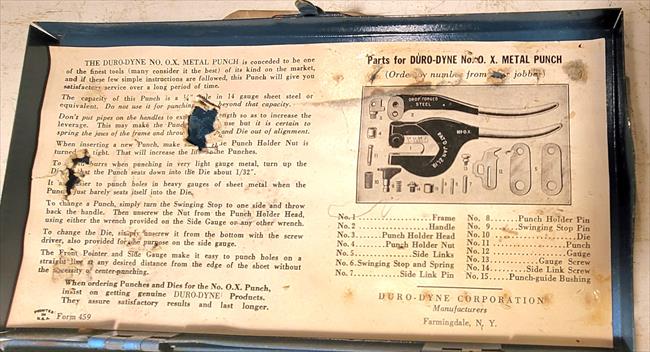 THE DURO-DYNE NO. O.X. METAL PUNCH is conceded to be one
of the finest tools (many consider it the best) of its kind on the market,
and if these few simple instructions are followed, this Punch will give you
satisfactory service over a long period of time.
The capacity of this Punch is a ¼" in 14 gauge sheet steel or
equivalent. Do not use it for punching beyond that capacity.
Don't put pipes on the handles to so as to increase the
leverage. This may make the Punch use but it is certain to
spring the jaws of the frame and throw and Die out of alignment.
When inserting a new Punch, make Punch Holder Nut is
turned tight. That will increase the Punches.
To when punching in very light gauge metal, turn up the
that the Punch seats down into the Die about 1/32".
It is easier to punch holes in heavy gauges of sheet metal when the
just barely seats itself into the Die.
To change a Punch, simply turn the Swinging Stop to one side and throw
back the handle. Then unscrew the Nut from the Punch Holder Head,
using either the wrench provided on the Side Gauge or any other wrench.
To change the Die, simply unscrew it from the bottom with the screw
driver, also provided for the purpose on the side gauge.
The Front Pointer and Side Gauge make it easy to punch holes on a
straight line at any desired distance from the edge of the sheet without
the necessity of center-punching.
When ordering Punches and Dies for the No. O.X. Punch,
insist on getting genuine DURO-DYNE Products.
They assure satisfactory results and last longer.
PRINTED IN U.S.A.
Form 459
Parts for DURO-DYNE No. O. X. METAL PUNCH
(Order by number from your jobber)
DROP FORGED
STEEL
NO-O.X.
No. 1 Frame
No. 2 Handle
No. 3 Punch Holder Head
No. 4 Punch Holder Nut
No. 5 Side Links
No. 6. Swinging Stop and Spring
No. 7 Side Link Pin
No. 8 Punch Holder Pin
No. 9 Swinging Stop Pin
No. 10 Die
No. 11 Punch
No. 12 Gauge
No. 13 Gauge Screw
No. 14 Side Link Screw
No. 15 Punch-guide Bushing
DURO-DYNE CORPORATION
Manufacturers
Farmingdale, N. Y.